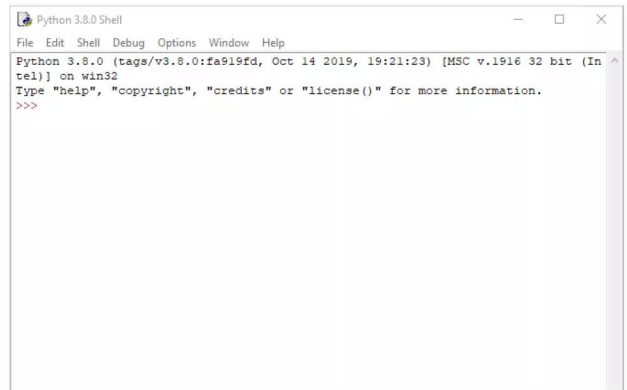 Python 3.8.0 Shell
File Edit Shell Debug Options Window Help
Python 3.8.0 (tags/v3.8.0:fa919fd, Oct 14 2019, 19:21:23) [MSC v.1916 32 bit (In
tel)] on win32
Type "help", "copyright", "credits" or "license()" for more information.
>>>